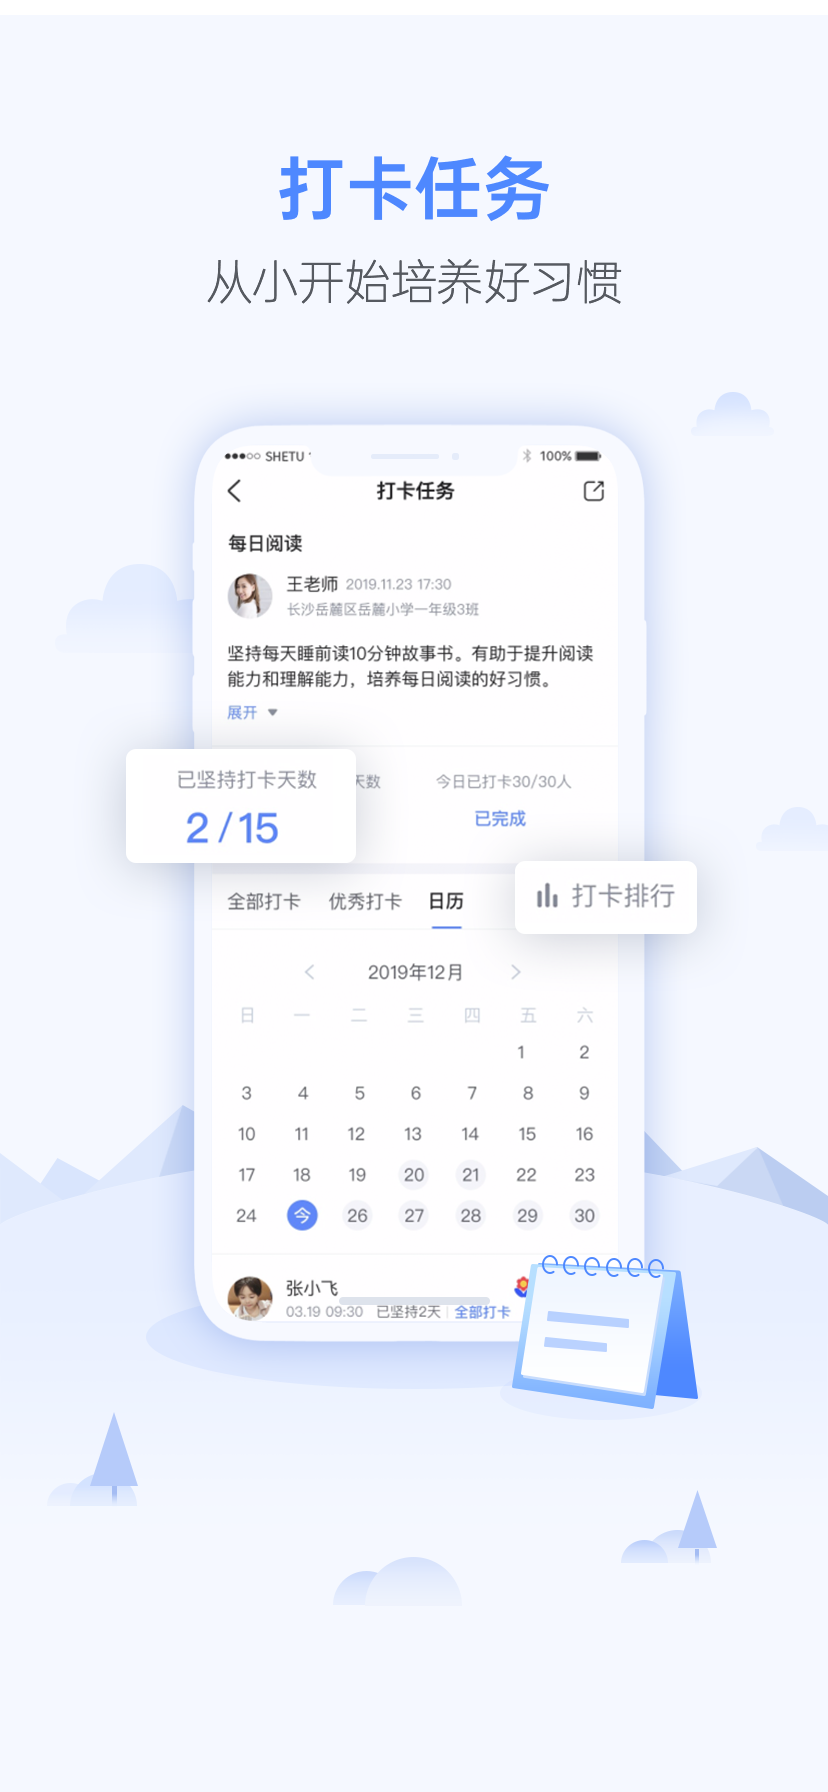 打卡任务
从小开始培养好习惯
SHETU
100%
打卡任务
每日阅读
王老师 2019.11.23 17:30
长沙岳麓区岳麓小学一年级3班
坚持每天睡前读10分钟故事书。有助于提升阅读
能力和理解能力，培养每日阅读的好习惯。
展开
已坚持打卡天数
天数
今日已打卡30/30人
2/15
已完成
打卡排行
全部打卡 优秀打卡 日历
2019年12月
日 一 二 三 四 五 六
1 2
3 4 5 6 7 8 9
10 11 12 13 14 15 16
17 18 19 20 21 22 23
24 今 26 27 28 29 30
张小飞
03.19 09:30 已坚持2天 全部打卡